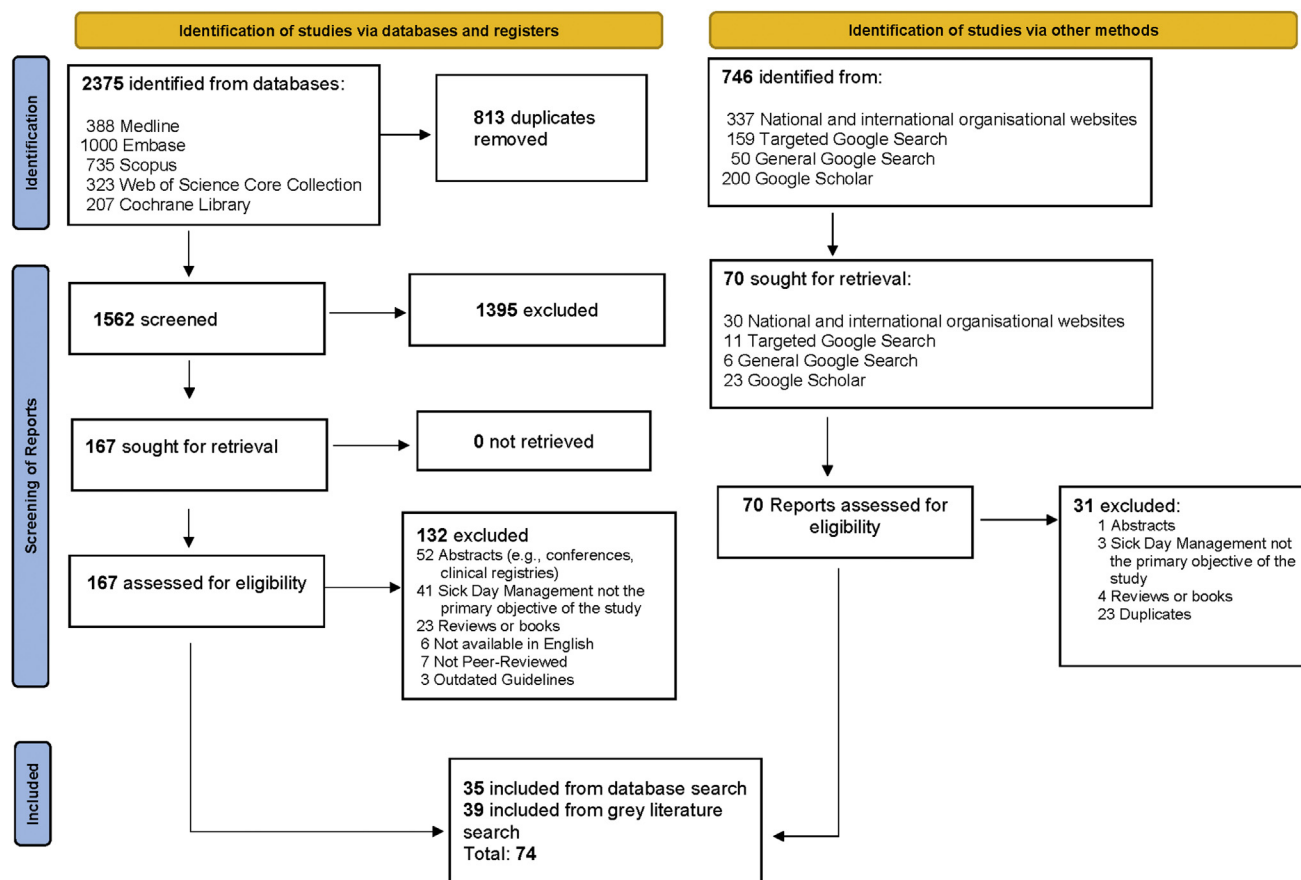 Identification of studies via databases and registers
Identification of studies via other methods
Identification
2375 identified from databases:
388 Medline
1000 Embase
735 Scopus
323 Web of Science Core Collection
207 Cochrane Library
813 duplicates
removed
746 identified from:
337 National and international organisational websites
159 Targeted Google Search
50 General Google Search
200 Google Scholar
Screening of Reports
1562 screened
1395 excluded
70 sought for retrieval:
30 National and international organisational websites
11 Targeted Google Search
6 General Google Search
23 Google Scholar
167 sought for retrieval
0 not retrieved
167 assessed for eligibility
132 excluded
52 Abstracts (e.g., conferences,
clinical registries)
41 Sick Day Management not the
primary objective of the study
23 Reviews or books
6 Not available in English
7 Not Peer-Reviewed
3 Outdated Guidelines
70 Reports assessed for
eligibility
31 excluded:
1 Abstracts
3 Sick Day Management not
the primary objective of the
study
4 Reviews or books
23 Duplicates
Included
35 included from database search
39 included from grey literature
search
Total: 74